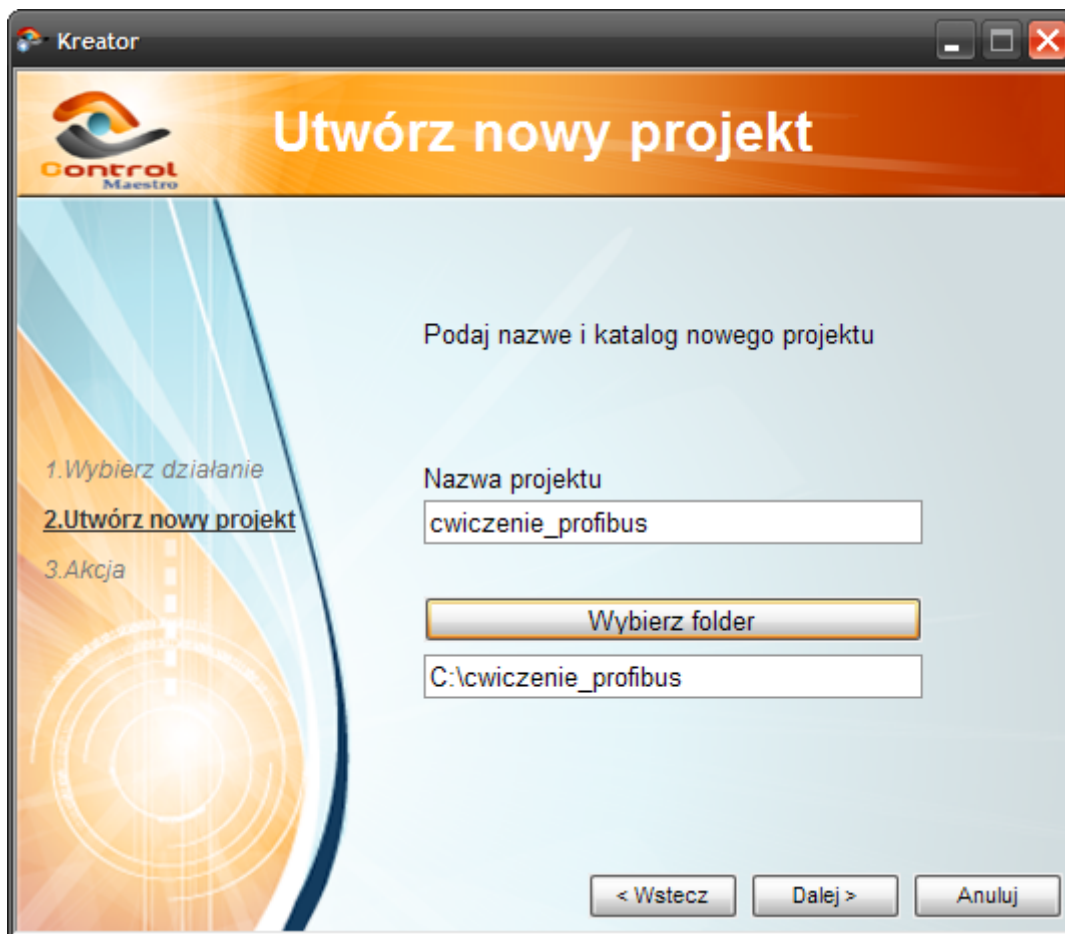 Kreator
Control
Maestro
Utwórz nowy projekt
Podaj nazwe i katalog nowego projektu
1.Wybierz działanie
2.Utwórz nowy projekt
3.Akcja
Nazwa projektu
cwiczenie_profibus
Wybierz folder
C:\cwiczenie_profibus
< Wstecz
Dalej >
Anuluj